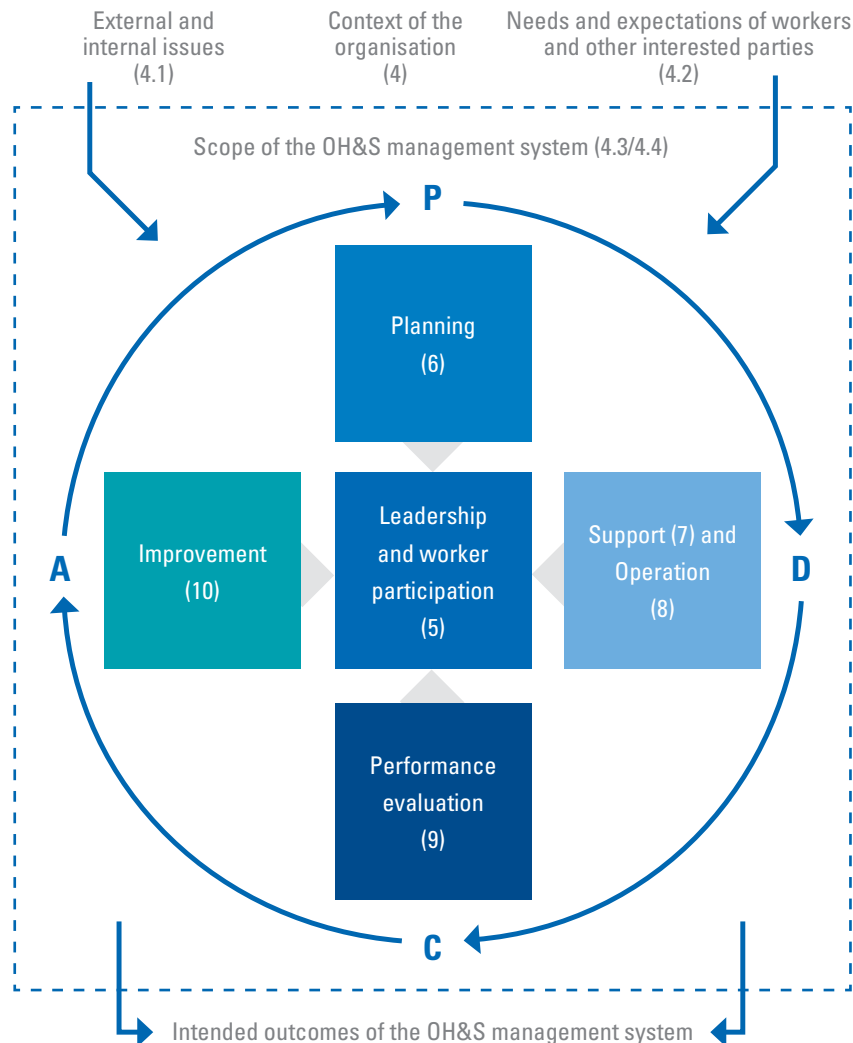 External and
internal issues
(4.1)
Context of the
organisation
(4)
Needs and expectations of workers
and other interested parties
(4.2)
Scope of the OH&S management system (4.3/4.4)
P
Planning
(6)
A
Improvement
(10)
Leadership
and worker
participation
(5)
Support (7) and
Operation
(8)
D
Performance
evaluation
(9)
C
Intended outcomes of the OH&S management system